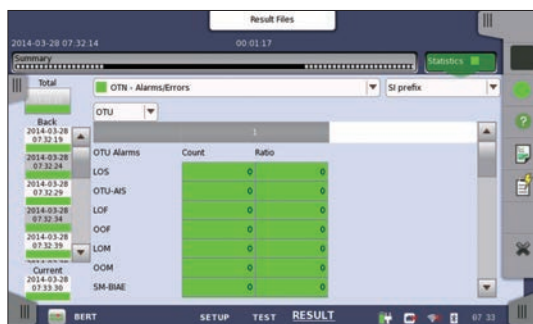 Result Files
2014-03-28 07:32:14 00:01:17
Summary
Statistics
Total
OTN - Alarms/Errors
SI prefix
OTU
1
Back
2014-03-28
07:32:19
2014-03-28
07:32:24
2014-03-28
07:32:29
2014-03-28
07:32:34
2014-03-28
07:32:39
Current
2014-03-28
07:33:30
OTU Alarms Count Ratio
LOS 0 0
OTU-AIS 0 0
LOF 0 0
OOF 0 0
LOM 0 0
OOM 0 0
SM-BIAE 0 0
BERT SETUP TEST RESULT 07 33